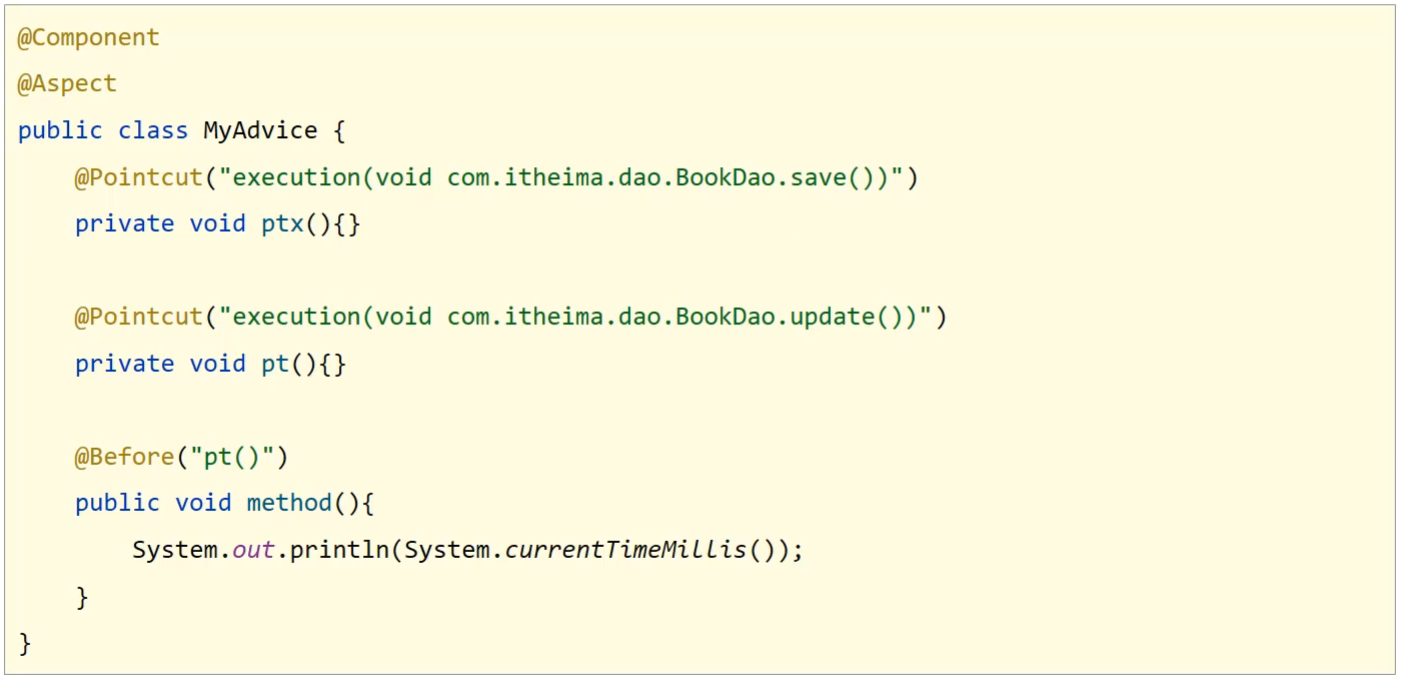 @Component
@Aspect
public class MyAdvice {
    @Pointcut("execution(void com.itheima.dao.BookDao.save())")
    private void ptx(){}
    @Pointcut("execution(void com.itheima.dao.BookDao.update())")
    private void pt(){}
    @Before("pt()")
    public void method(){
        System.out.println(System.currentTimeMillis());
    }
}